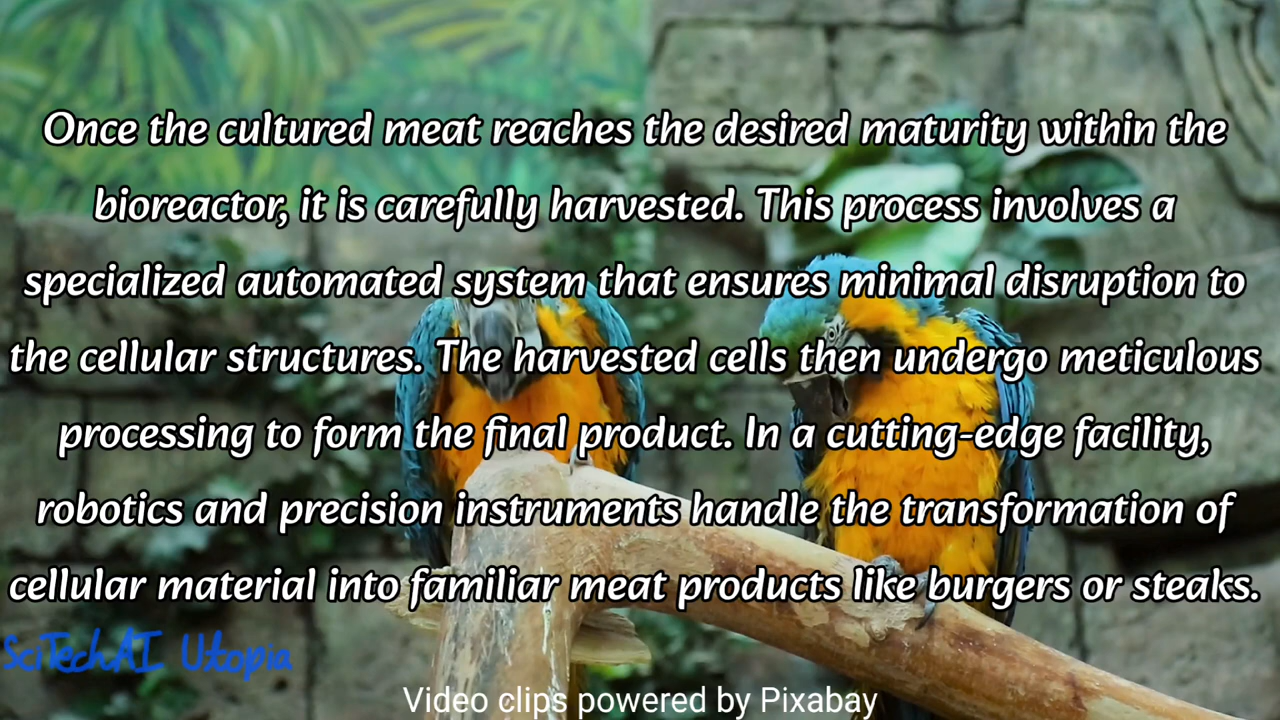 Once the cultured meat reaches the desired maturity within the
bioreactor, it is carefully harvested. This process involves a
specialized automated system that ensures minimal disruption to
the cellular structures. The harvested cells then undergo meticulous
processing to form the final product. In a cutting-edge facility,
robotics and precision instruments handle the transformation of
cellular material into familiar meat products like burgers or steaks.
SciTechAI Utopia
Video clips powered by Pixabay